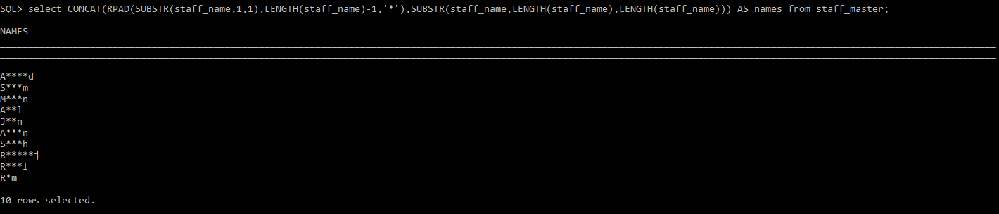 SQL> select CONCAT(RPAD(SUBSTR(staff_name,1,1),LENGTH(staff_name)-1,'*'),SUBSTR(staff_name,LENGTH(staff_name),LENGTH(staff_name))) AS names from staff_master;
NAMES
A****d
S***m
M***n
A**l
J**n
A***n
S***h
R*****j
R***l
R*m
10 rows selected.